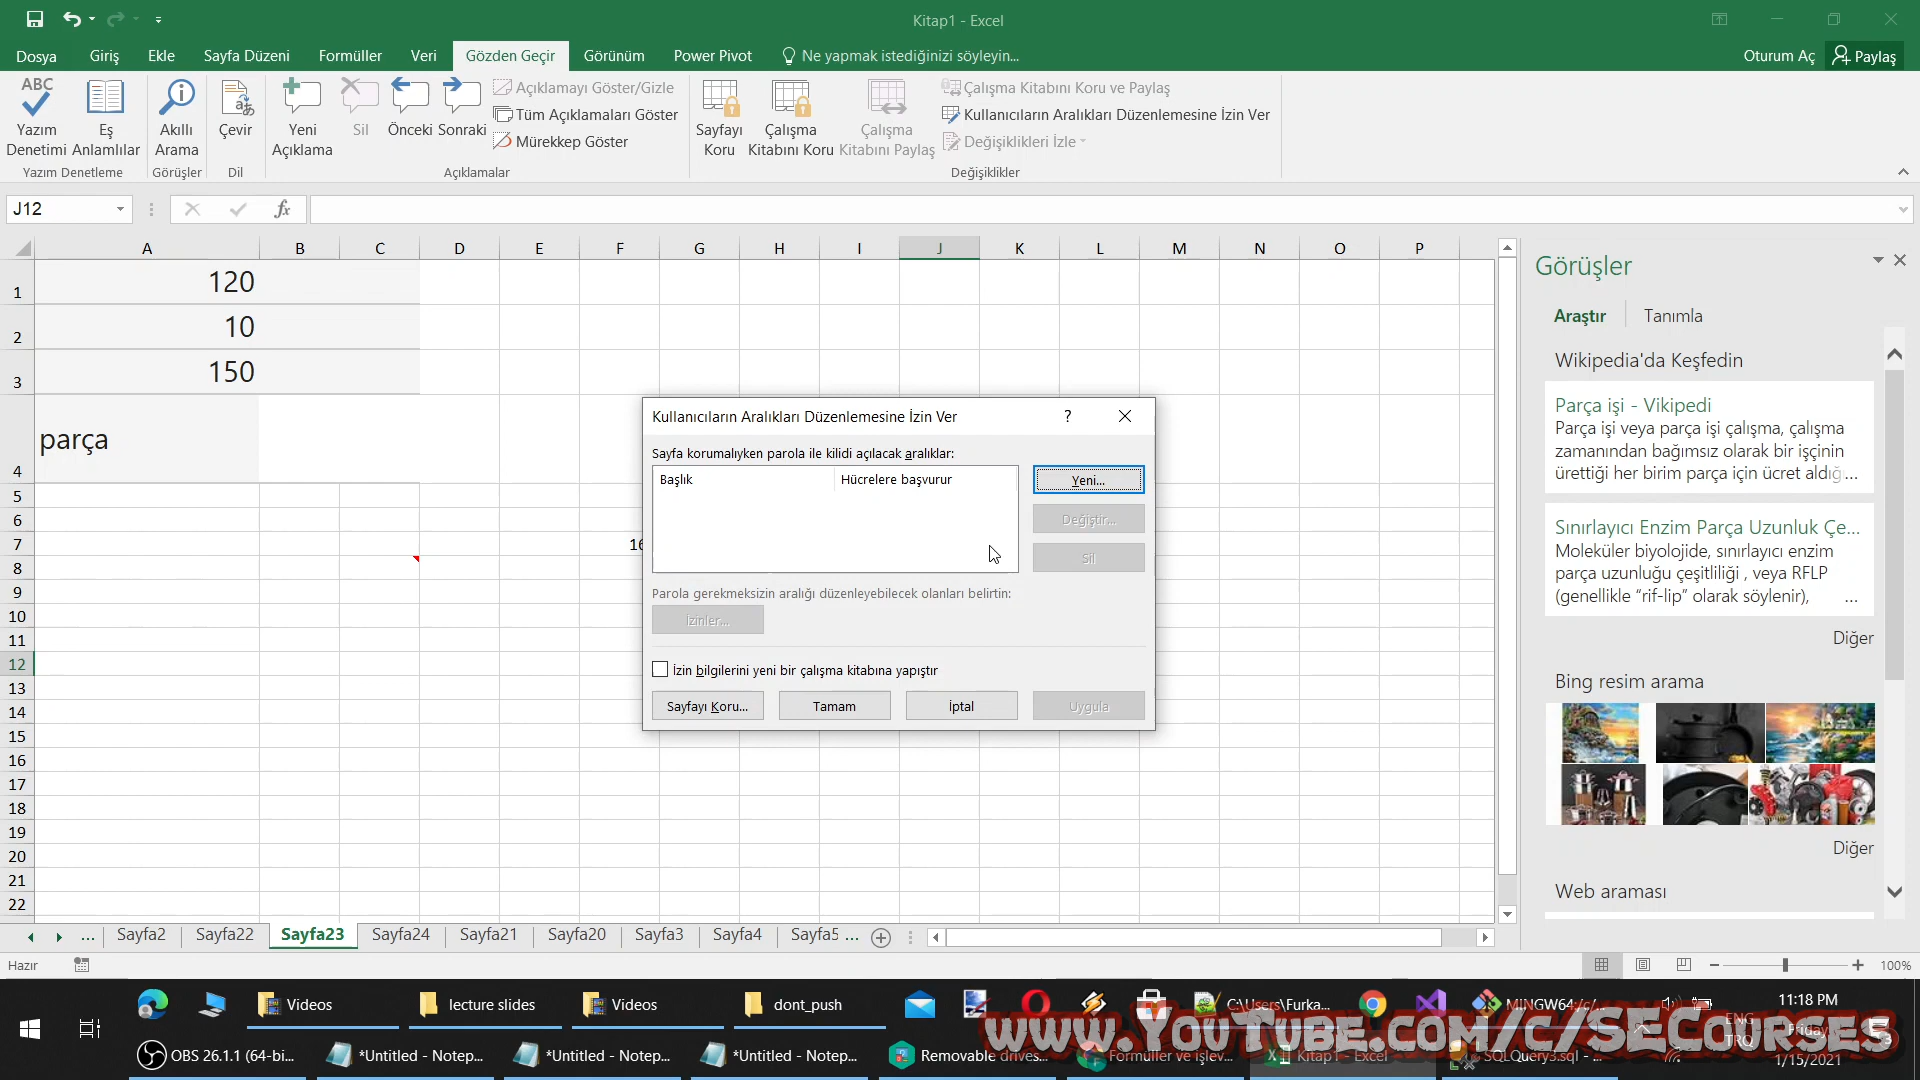 Kitap1 - Excel
Dosya Giriş Ekle Sayfa Düzeni Formüller Veri Gözden Geçir Görünüm Power Pivot Ne yapmak istediğinizi söyleyin... Oturum Aç Paylaş
ABC
Yazım Denetimi
Eş Anlamlılar
Akıllı Arama
Çevir
Yeni Açıklama
Sil
Önceki
Sonraki
Açıklamayı Göster/Gizle
Tüm Açıklamaları Göster
Mürekkep Göster
Sayfayı Koru
Çalışma Kitabını Koru
Çalışma Kitabını Paylaş
Çalışma Kitabını Koru ve Paylaş
Kullanıcıların Aralıkları Düzenlemesine İzin Ver
Değişiklikleri İzle
Yazım Denetleme Görüşler Dil Açıklamalar Değişiklikler
J12 fx
A B C D E F G H I J K L M N O P
1 120
2 10
3 150
4 parça
5
6
7 16
8
9
10
11
12
13
14
15
16
17
18
19
20
21
22
Kullanıcıların Aralıkları Düzenlemesine İzin Ver ?
Sayfa korumalıyken parola ile kilidi açılacak aralıklar:
Başlık Hücrelere başvurur
Yeni...
Değiştir...
Sil
Parola gerekmeksizin aralığı düzenleyebilecek olanları belirtin:
İzinler...
İzin bilgilerini yeni bir çalışma kitabına yapıştır
Sayfayı Koru... Tamam İptal Uygula
Görüşler
Araştır Tanımla
Wikipedia'da Keşfedin
Parça işi - Vikipedi
Parça işi veya parça işi çalışma, çalışma
zamanından bağımsız olarak bir işçinin
ürettiği her birim parça için ücret aldığ...
Sınırlayıcı Enzim Parça Uzunluk Çe...
Moleküler biyolojide, sınırlayıcı enzim
parça uzunluğu çeşitliliği , veya RFLP
(genellikle “rif-lip” olarak söylenir), ...
Diğer
Bing resim arama
Diğer
Web araması
... Sayfa2 Sayfa22 Sayfa23 Sayfa24 Sayfa21 Sayfa20 Sayfa3 Sayfa4 Sayfa5 ...
Hazır 100%
Videos lecture slides Videos dont_push C:\Users\Furka... MINGW64:/c/... 11:18 PM
www.YouTube.com/c/SECourses
ENG
TRQ
Friday
1/15/2021
OBS 26.1.1 (64-bi... *Untitled - Notep... *Untitled - Notep... *Untitled - Notep... Removable drives... Formüller ve işlev... Kitap1 - Excel SQLQuery3.sql - ...